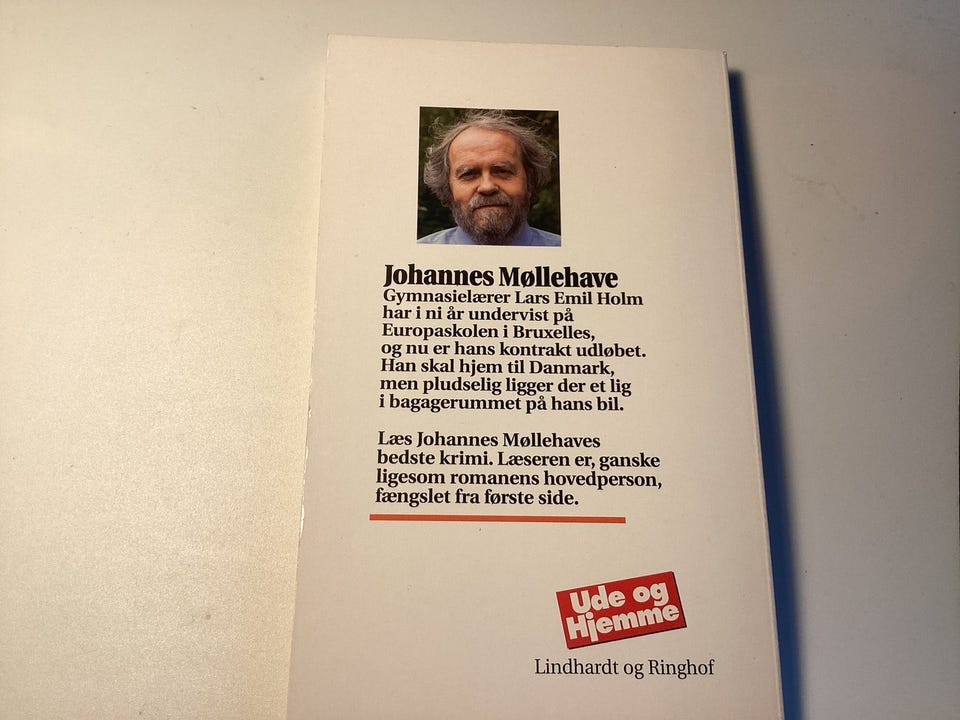 Johannes Møllehave
Gymnasielærer Lars Emil Holm
har i ni år undervist på
Europaskolen i Bruxelles,
og nu er hans kontrakt udløbet.
Han skal hjem til Danmark,
men pludselig ligger der et lig
i bagagerummet på hans bil.
Læs Johannes Møllehaves
bedste krimi. Læseren er, ganske
ligesom romanens hovedperson,
fængslet fra første side.
Ude og
Hjemme
Lindhardt og Ringhof